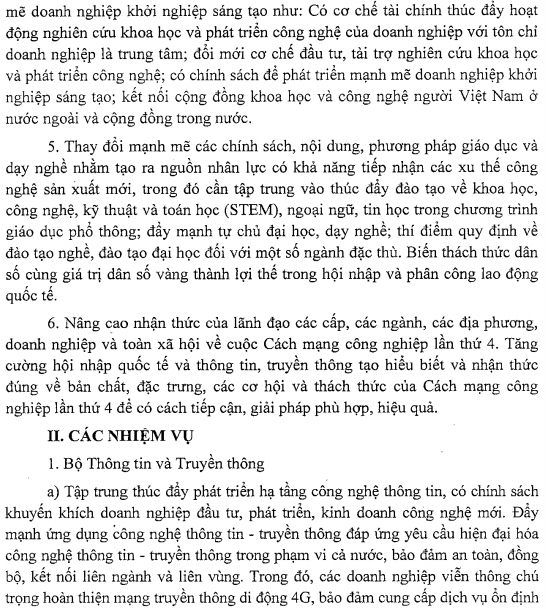 mẽ doanh nghiệp khởi nghiệp sáng tạo như: Có cơ chế tài chính thúc đẩy hoạt
động nghiên cứu khoa học và phát triển công nghệ của doanh nghiệp với tôn chỉ
doanh nghiệp là trung tâm; đổi mới cơ chế đầu tư, tài trợ nghiên cứu khoa học
và phát triển công nghệ; có chính sách để phát triển mạnh mẽ doanh nghiệp khởi
nghiệp sáng tạo; kết nối cộng đồng khoa học và công nghệ người Việt Nam ở
nước ngoài và cộng đồng trong nước.
5. Thay đổi mạnh mẽ các chính sách, nội dung, phương pháp giáo dục và
dạy nghề nhằm tạo ra nguồn nhân lực có khả năng tiếp nhận các xu thế công
nghệ sản xuất mới, trong đó cần tập trung vào thúc đẩy đào tạo về khoa học,
công nghệ, kỹ thuật và toán học (STEM), ngoại ngữ, tin học trong chương trình
giáo dục phổ thông; đẩy mạnh tự chủ đại học, dạy nghề; thí điểm quy định về
đào tạo nghề, đào tạo đại học đối với một số ngành đặc thù. Biến thách thức dân
số cùng giá trị dân số vàng thành lợi thế trong hội nhập và phân công lao động
quốc tế.
6. Nâng cao nhận thức của lãnh đạo các cấp, các ngành, các địa phương,
doanh nghiệp và toàn xã hội về cuộc Cách mạng công nghiệp lần thứ 4. Tăng
cường hội nhập quốc tế và thông tin, truyền thông tạo hiểu biết và nhận thức
đúng về bản chất, đặc trưng, các cơ hội và thách thức của Cách mạng công
nghiệp lần thứ 4 để có cách tiếp cận, giải pháp phù hợp, hiệu quả.
II. CÁC NHIỆM VỤ
1. Bộ Thông tin và Truyền thông
a) Tập trung thúc đẩy phát triển hạ tầng công nghệ thông tin, có chính sách
khuyến khích doanh nghiệp đầu tư, phát triển, kinh doanh công nghệ mới. Đẩy
mạnh ứng dụng công nghệ thông tin - truyền thông đáp ứng yêu cầu hiện đại hóa
công nghệ thông tin - truyền thông trong phạm vi cả nước, bảo đảm an toàn, đồng
bộ, kết nối liên ngành và liên vùng. Trong đó, các doanh nghiệp viễn thông chú
trọng hoàn thiện mạng truyền thông di động 4G, bảo đảm cung cấp dịch vụ ổn định